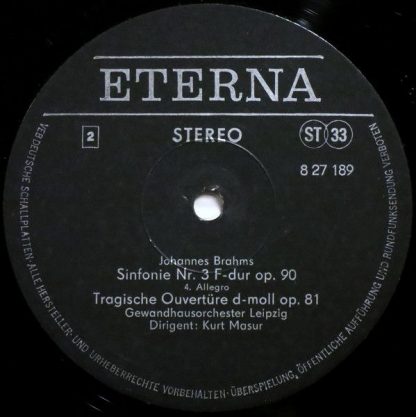 ETERNA
2 STEREO ST 33
8 27 189
Johannes Brahms
Sinfonie Nr. 3 F-dur op. 90
4. Allegro
Tragische Ouvertüre d-moll op. 81
Gewandhausorchester Leipzig
Dirigent: Kurt Masur
VEB DEUTSCHE SCHALLPLATTEN · ALLE HERSTELLER- UND URHEBERRECHTE VORBEHALTEN · ÜBERSPIELUNG, ÖFFENTLICHE AUFFÜHRUNG UND RUNDFUNKSENDUNG VERBOTEN